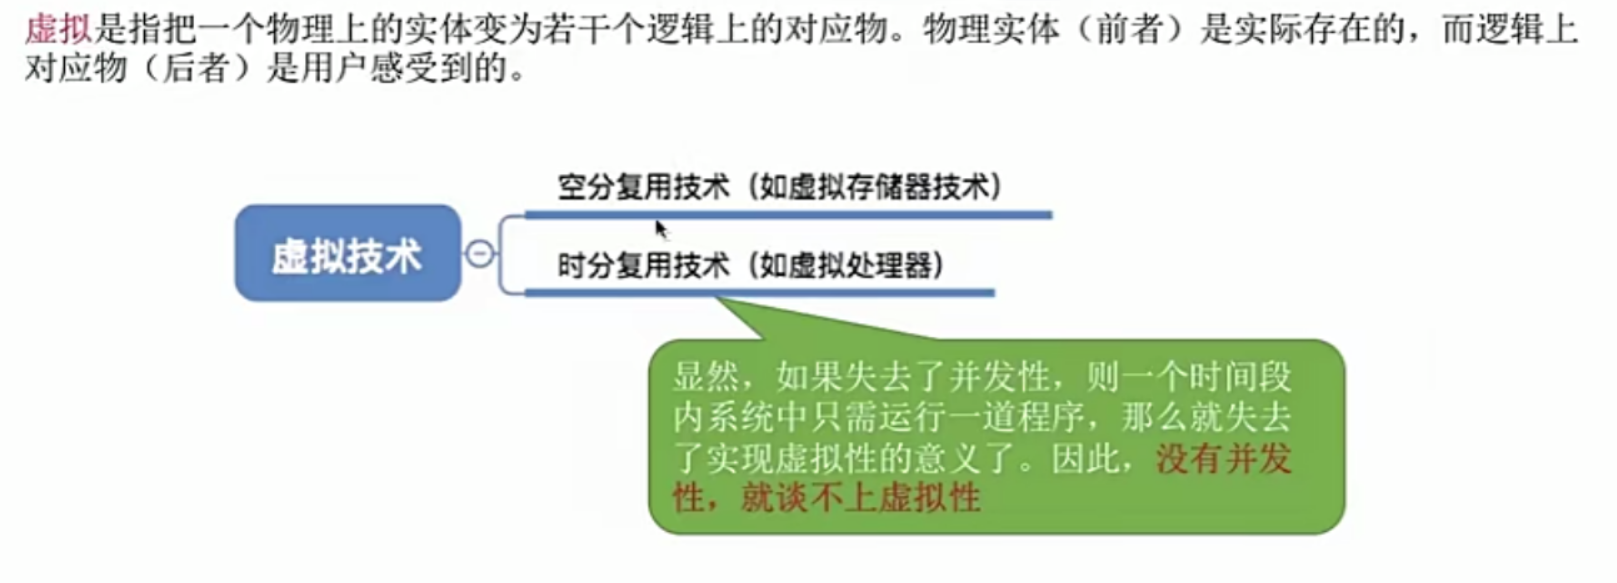 虚拟是指把一个物理上的实体变为若干个逻辑上的对应物。物理实体（前者）是实际存在的，而逻辑上
对应物（后者）是用户感受到的。
空分复用技术（如虚拟存储器技术）
虚拟技术
时分复用技术（如虚拟处理器）
显然，如果失去了并发性，则一个时间段
内系统中只需运行一道程序，那么就失去
了实现虚拟性的意义了。因此，没有并发
性，就谈不上虚拟性